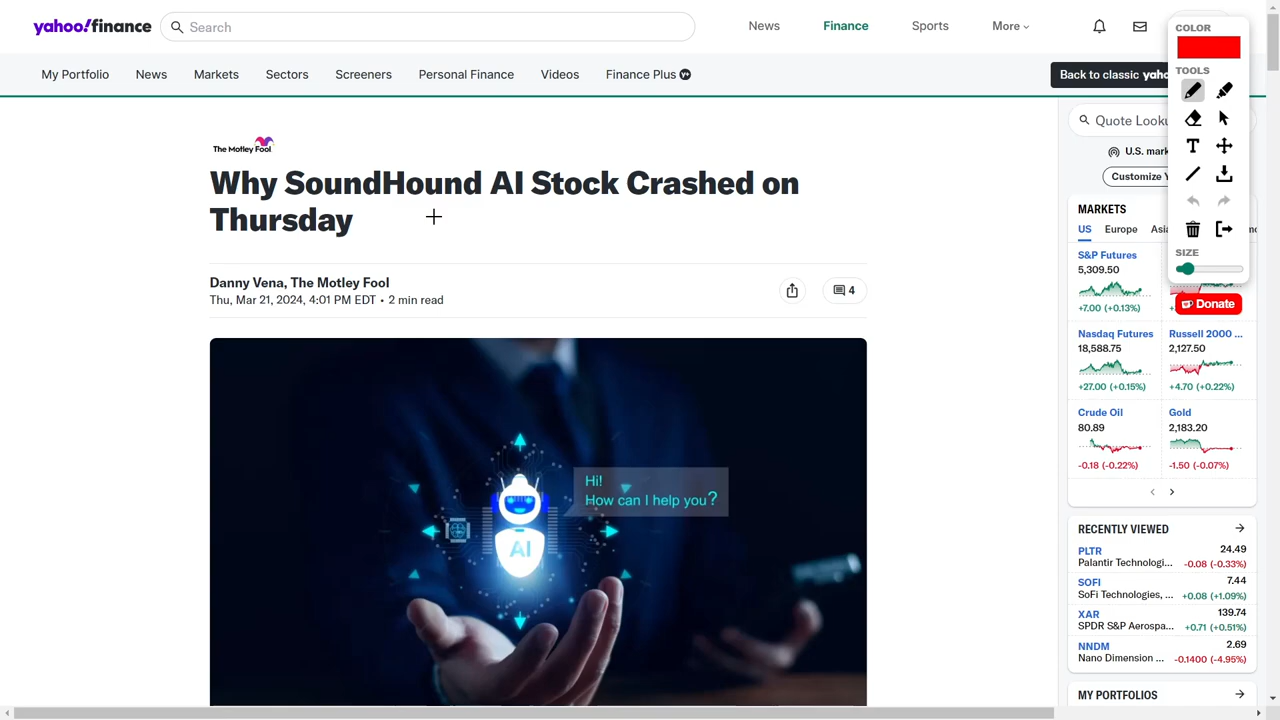 yahoo!finance
Search
News
Finance
Sports
More
My Portfolio
News
Markets
Sectors
Screeners
Personal Finance
Videos
Finance Plus
Back to classic
The Motley Fool
Why SoundHound AI Stock Crashed on
Thursday
Danny Vena, The Motley Fool
Thu, Mar 21, 2024, 4:01 PM EDT • 2 min read
4
Hi!
How can I help you?
AI
COLOR
TOOLS
T
SIZE
Donate
Quote
U.S.
Customize
MARKETS
US Europe
S&P Futures
5,309.50
+7.00 (+0.13%)
Nasdaq Futures
18,588.75
+27.00 (+0.15%)
Russell 2000 ...
2,127.50
+4.70 (+0.22%)
Crude Oil
80.89
-0.18 (-0.22%)
Gold
2,183.20
-1.50 (-0.07%)
RECENTLY VIEWED
PLTR 24.49
Palantir Technologi... -0.08 (-0.33%)
SOFI 7.44
SoFi Technologies, ... +0.08 (+1.09%)
XAR 139.74
SPDR S&P Aerospa... +0.71 (+0.51%)
NNDM 2.69
Nano Dimension ... -0.1400 (-4.95%)
MY PORTFOLIOS